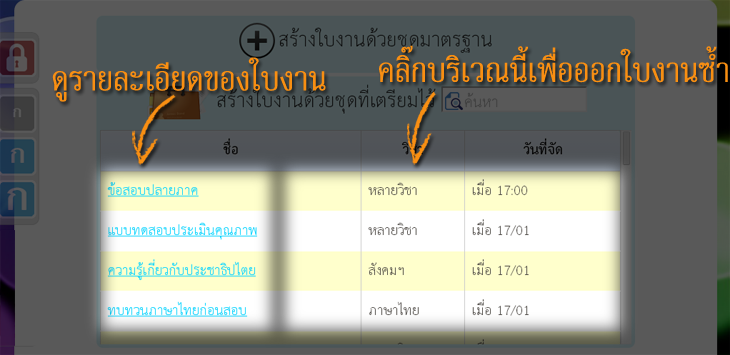 สร้างใบงานด้วยชุดมาตรฐาน
ดูรายละเอียดของใบงาน
คลิ๊กบริเวณนี้เพื่อออกใบงานซ้ำ
สร้างใบงานด้วยชุดที่เตรียมไว้
ค้นหา
ชื่อ
วันที่จัด
ข้อสอบปลายภาค หลายวิชา เมื่อ 17:00
แบบทดสอบประเมินคุณภาพ หลายวิชา เมื่อ 17/01
ความรู้เกี่ยวกับประชาธิปไตย สังคมฯ เมื่อ 17/01
ทบทวนภาษาไทยก่อนสอบ ภาษาไทย เมื่อ 17/01
ก
ก
ก